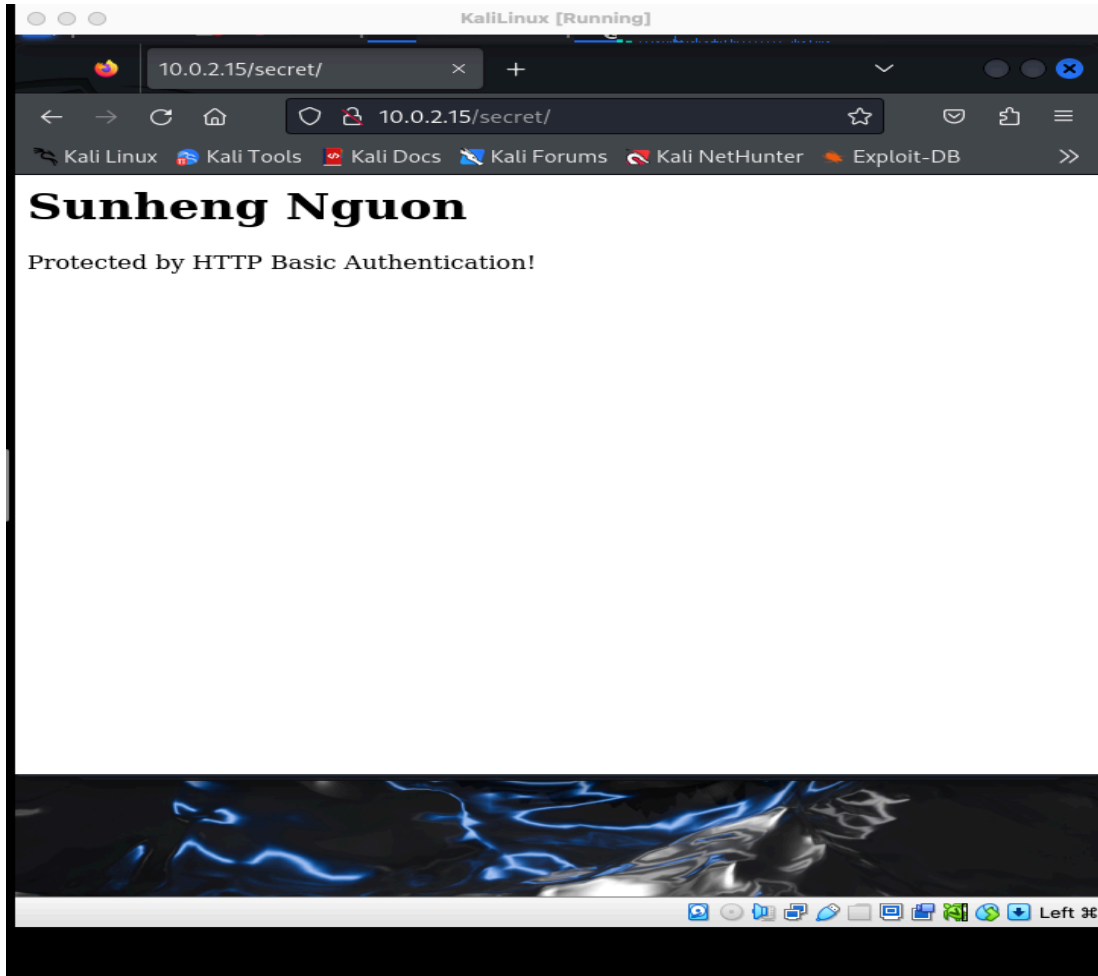 KaliLinux [Running]
10.0.2.15/secret/
10.0.2.15/secret/
Kali Linux Kali Tools Kali Docs Kali Forums Kali NetHunter Exploit-DB
Sunheng Nguon
Protected by HTTP Basic Authentication!
Left ⌘